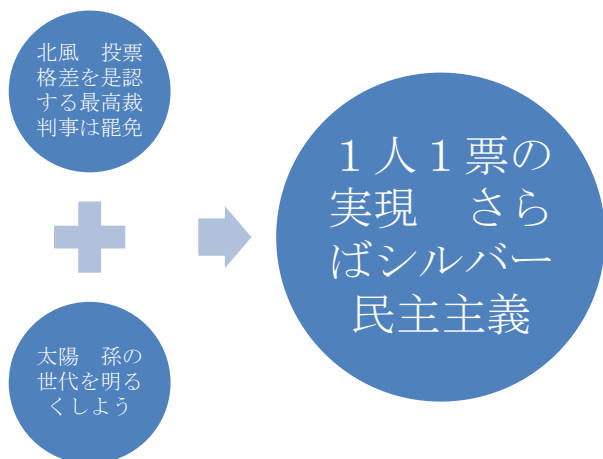 北風　投票
格差を是認
する最高裁
判事は罷免
太陽　孫の
世代を明る
くしよう
１人１票の
実現　さら
ばシルバー
民主主義